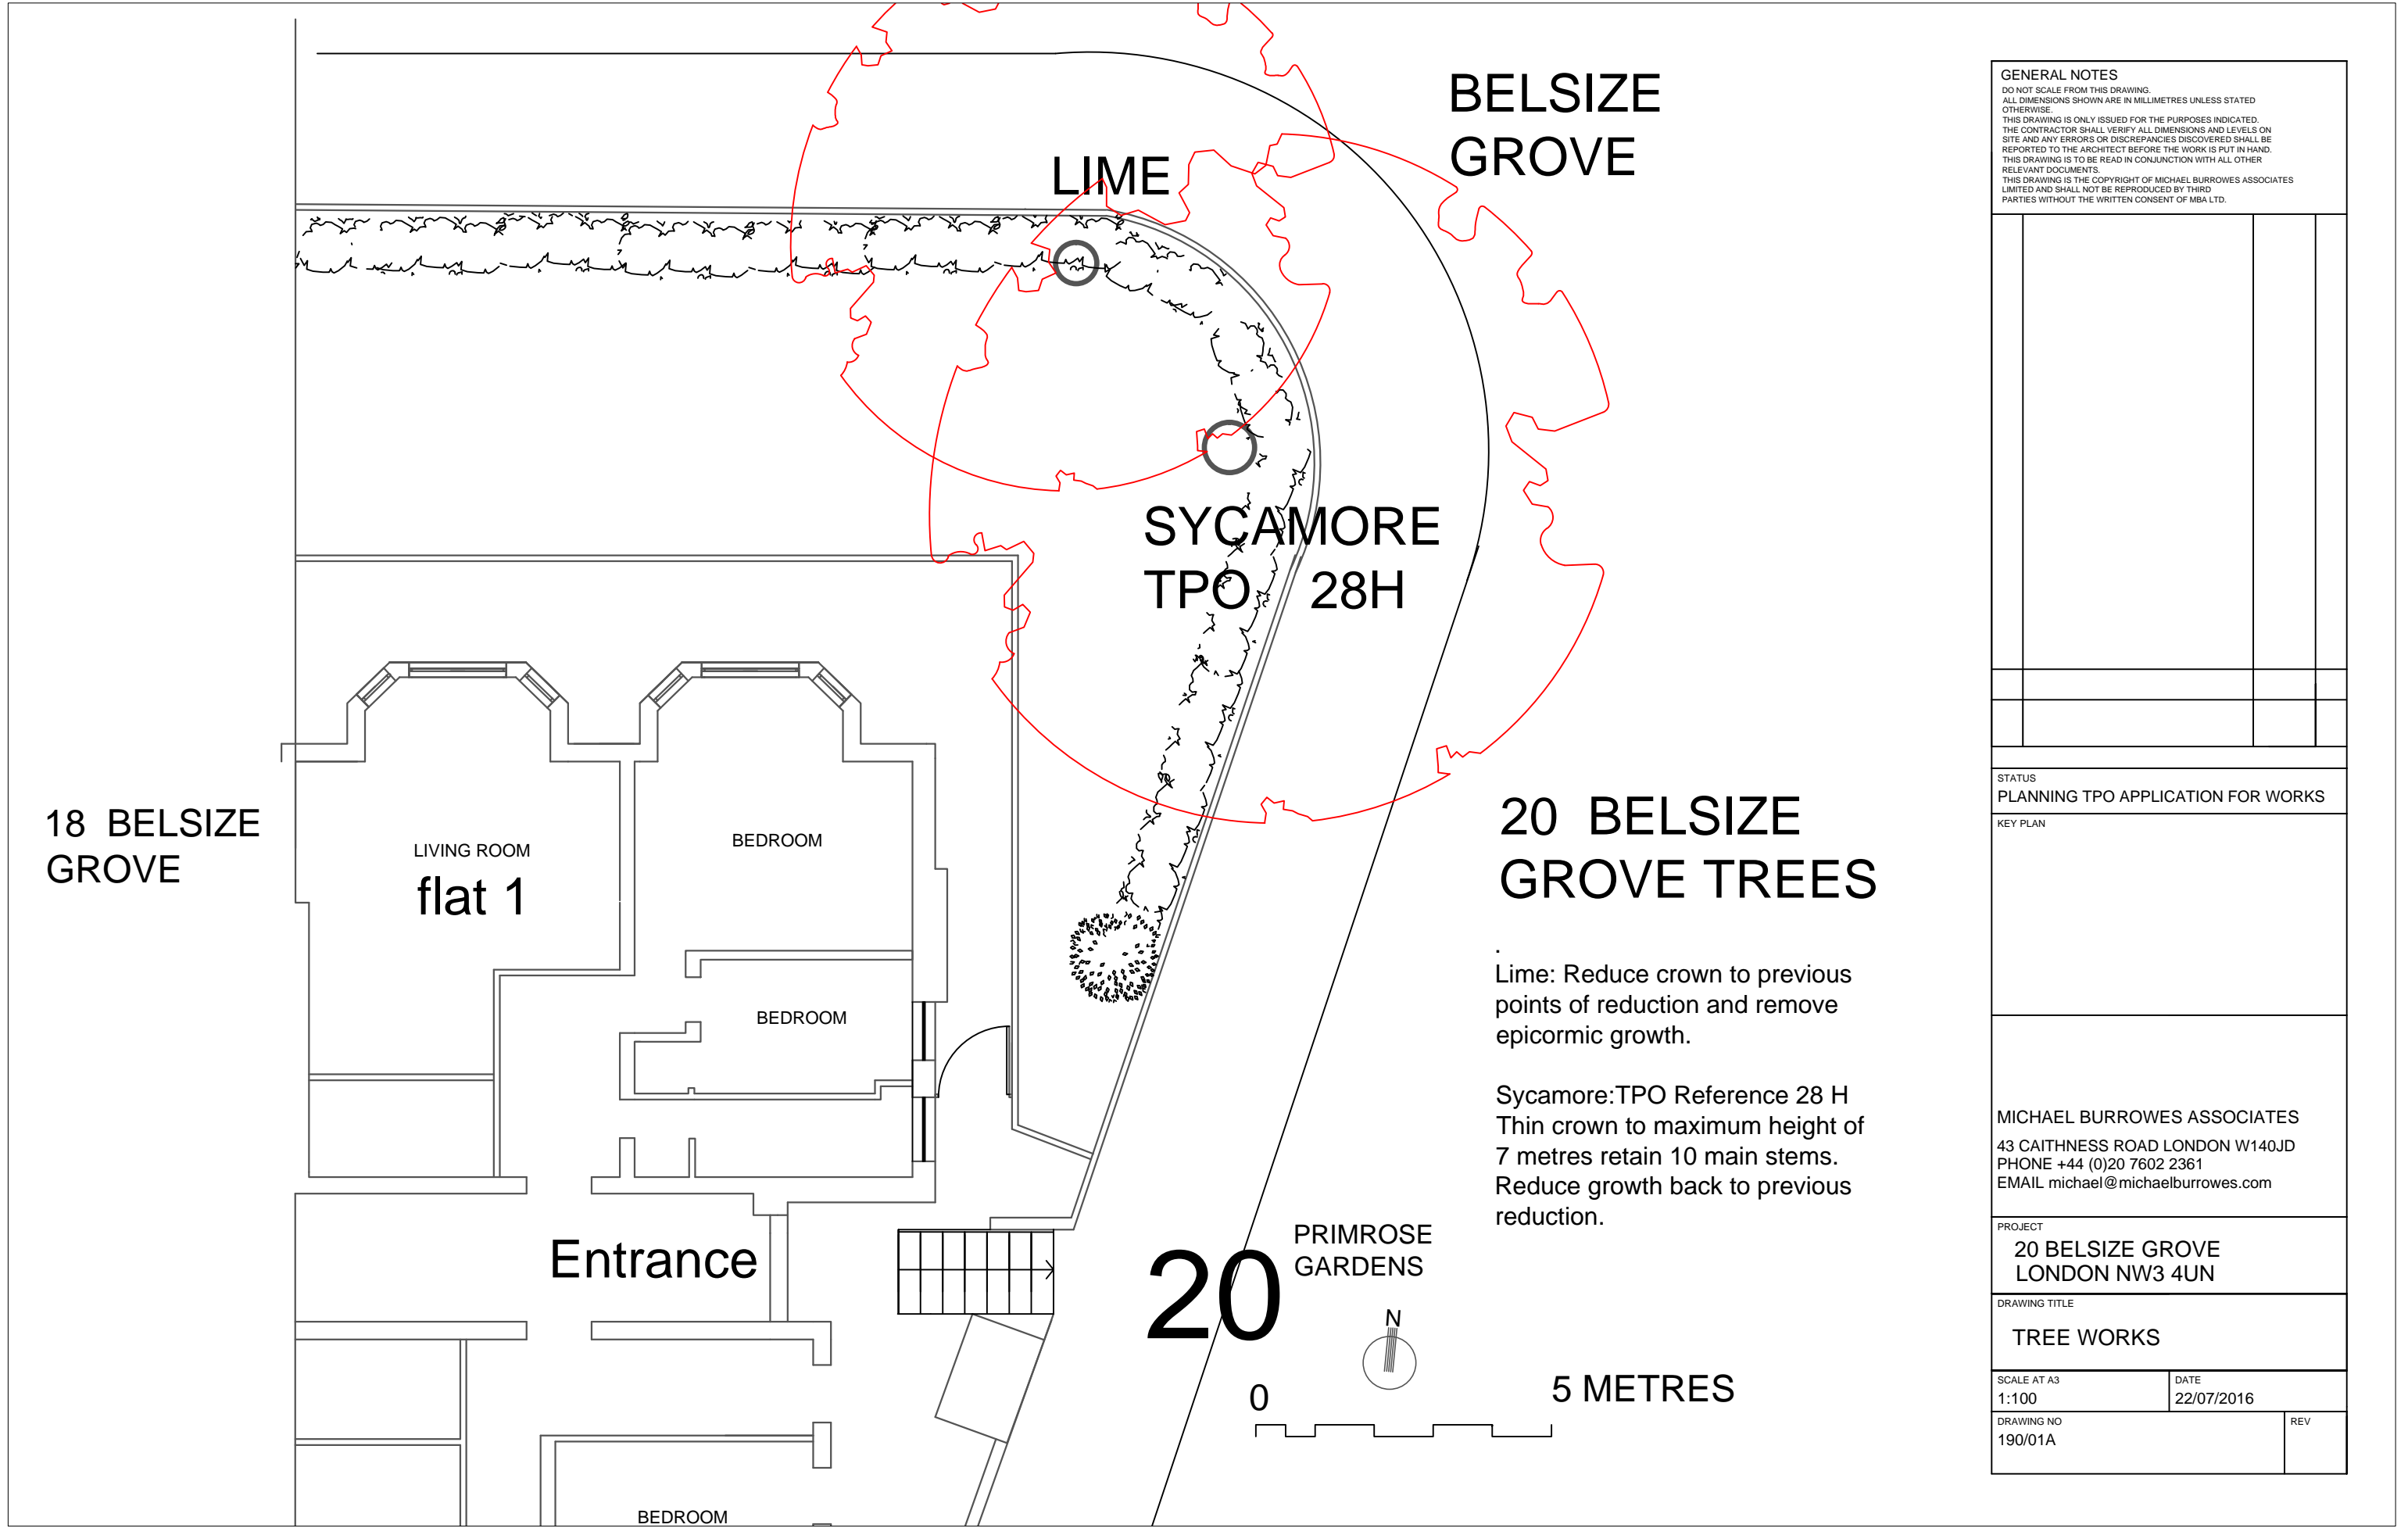 BELSIZE
GROVE
LIME
SYCAMORE
TPO 28H
18 BELSIZE
GROVE
LIVING ROOM
flat 1
BEDROOM
BEDROOM
Entrance
BEDROOM
20 BELSIZE
GROVE TREES
.
Lime: Reduce crown to previous
points of reduction and remove
epicormic growth.
Sycamore:TPO Reference 28 H
Thin crown to maximum height of
7 metres retain 10 main stems.
Reduce growth back to previous
reduction.
20
PRIMROSE
GARDENS
N
0
5 METRES
GENERAL NOTES
DO NOT SCALE FROM THIS DRAWING.
ALL DIMENSIONS SHOWN ARE IN MILLIMETRES UNLESS STATED
OTHERWISE.
THIS DRAWING IS ONLY ISSUED FOR THE PURPOSES INDICATED.
THE CONTRACTOR SHALL VERIFY ALL DIMENSIONS AND LEVELS ON
SITE AND ANY ERRORS OR DISCREPANCIES DISCOVERED SHALL BE
REPORTED TO THE ARCHITECT BEFORE THE WORK IS PUT IN HAND.
THIS DRAWING IS TO BE READ IN CONJUNCTION WITH ALL OTHER
RELEVANT DOCUMENTS.
THIS DRAWING IS THE COPYRIGHT OF MICHAEL BURROWES ASSOCIATES
LIMITED AND SHALL NOT BE REPRODUCED BY THIRD
PARTIES WITHOUT THE WRITTEN CONSENT OF MBA LTD.
STATUS
PLANNING TPO APPLICATION FOR WORKS
KEY PLAN
MICHAEL BURROWES ASSOCIATES
43 CAITHNESS ROAD LONDON W140JD
PHONE +44 (0)20 7602 2361
EMAIL michael@michaelburrowes.com
PROJECT
20 BELSIZE GROVE
LONDON NW3 4UN
DRAWING TITLE
TREE WORKS
SCALE AT A3
1:100
DATE
22/07/2016
DRAWING NO
190/01A
REV